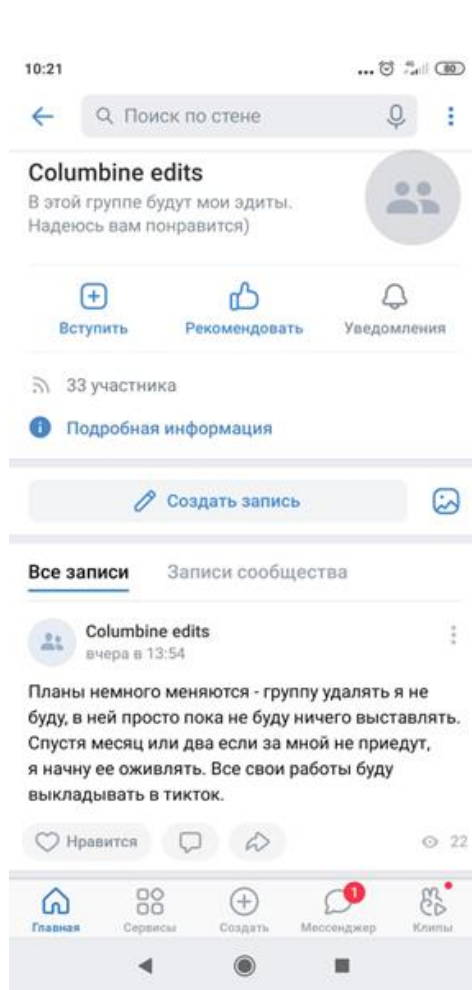 10:21
80
Поиск по стене
Columbine edits
В этой группе будут мои эдиты.
Надеюсь вам понравится)
Вступить
Рекомендовать
Уведомления
33 участника
Подробная информация
Создать запись
Все записи
Записи сообщества
Columbine edits
вчера в 13:54
Планы немного меняются - группу удалять я не
буду, в ней просто пока не буду ничего выставлять.
Спустя месяц или два если за мной не приедут,
я начну ее оживлять. Все свои работы буду
выкладывать в тикток.
Нравится
22
1
Главная
Сервисы
Создать
Мессенджер
Клипы